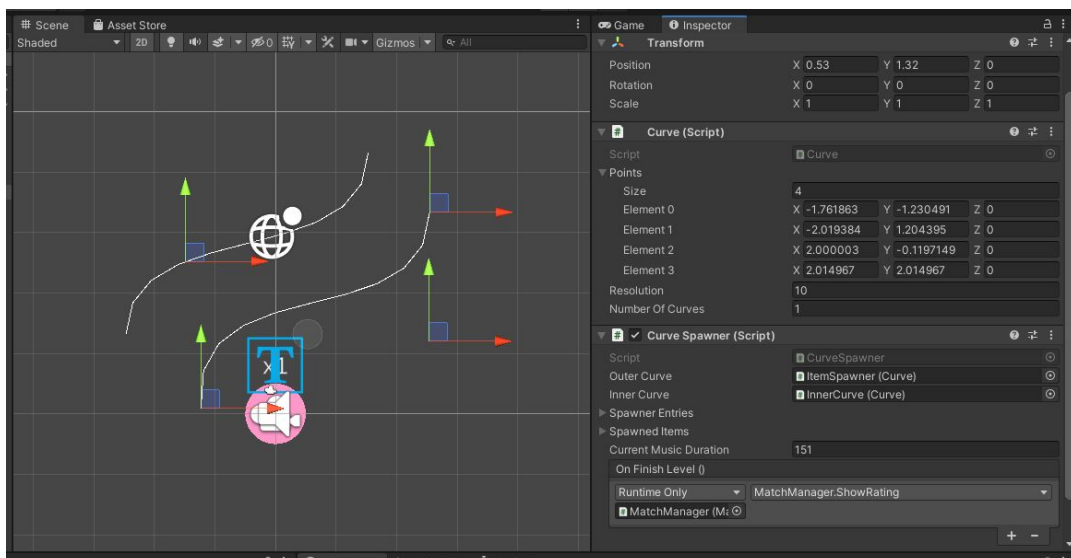 Scene Asset Store
Shaded 2D 0 Gizmos All
x1
Game Inspector
Transform
Position X 0.53 Y 1.32 Z 0
Rotation X 0 Y 0 Z 0
Scale X 1 Y 1 Z 1
# Curve (Script)
Script Curve
Points
Size 4
Element 0 X -1.761863 Y -1.230491 Z 0
Element 1 X -2.019384 Y 1.204395 Z 0
Element 2 X 2.000003 Y -0.1197149 Z 0
Element 3 X 2.014967 Y 2.014967 Z 0
Resolution 10
Number Of Curves 1
# Curve Spawner (Script)
Script CurveSpawner
Outer Curve ItemSpawner (Curve)
Inner Curve InnerCurve (Curve)
Spawner Entries
Spawned Items
Current Music Duration 151
On Finish Level ()
Runtime Only MatchManager.ShowRating
MatchManager (Ma
+ −